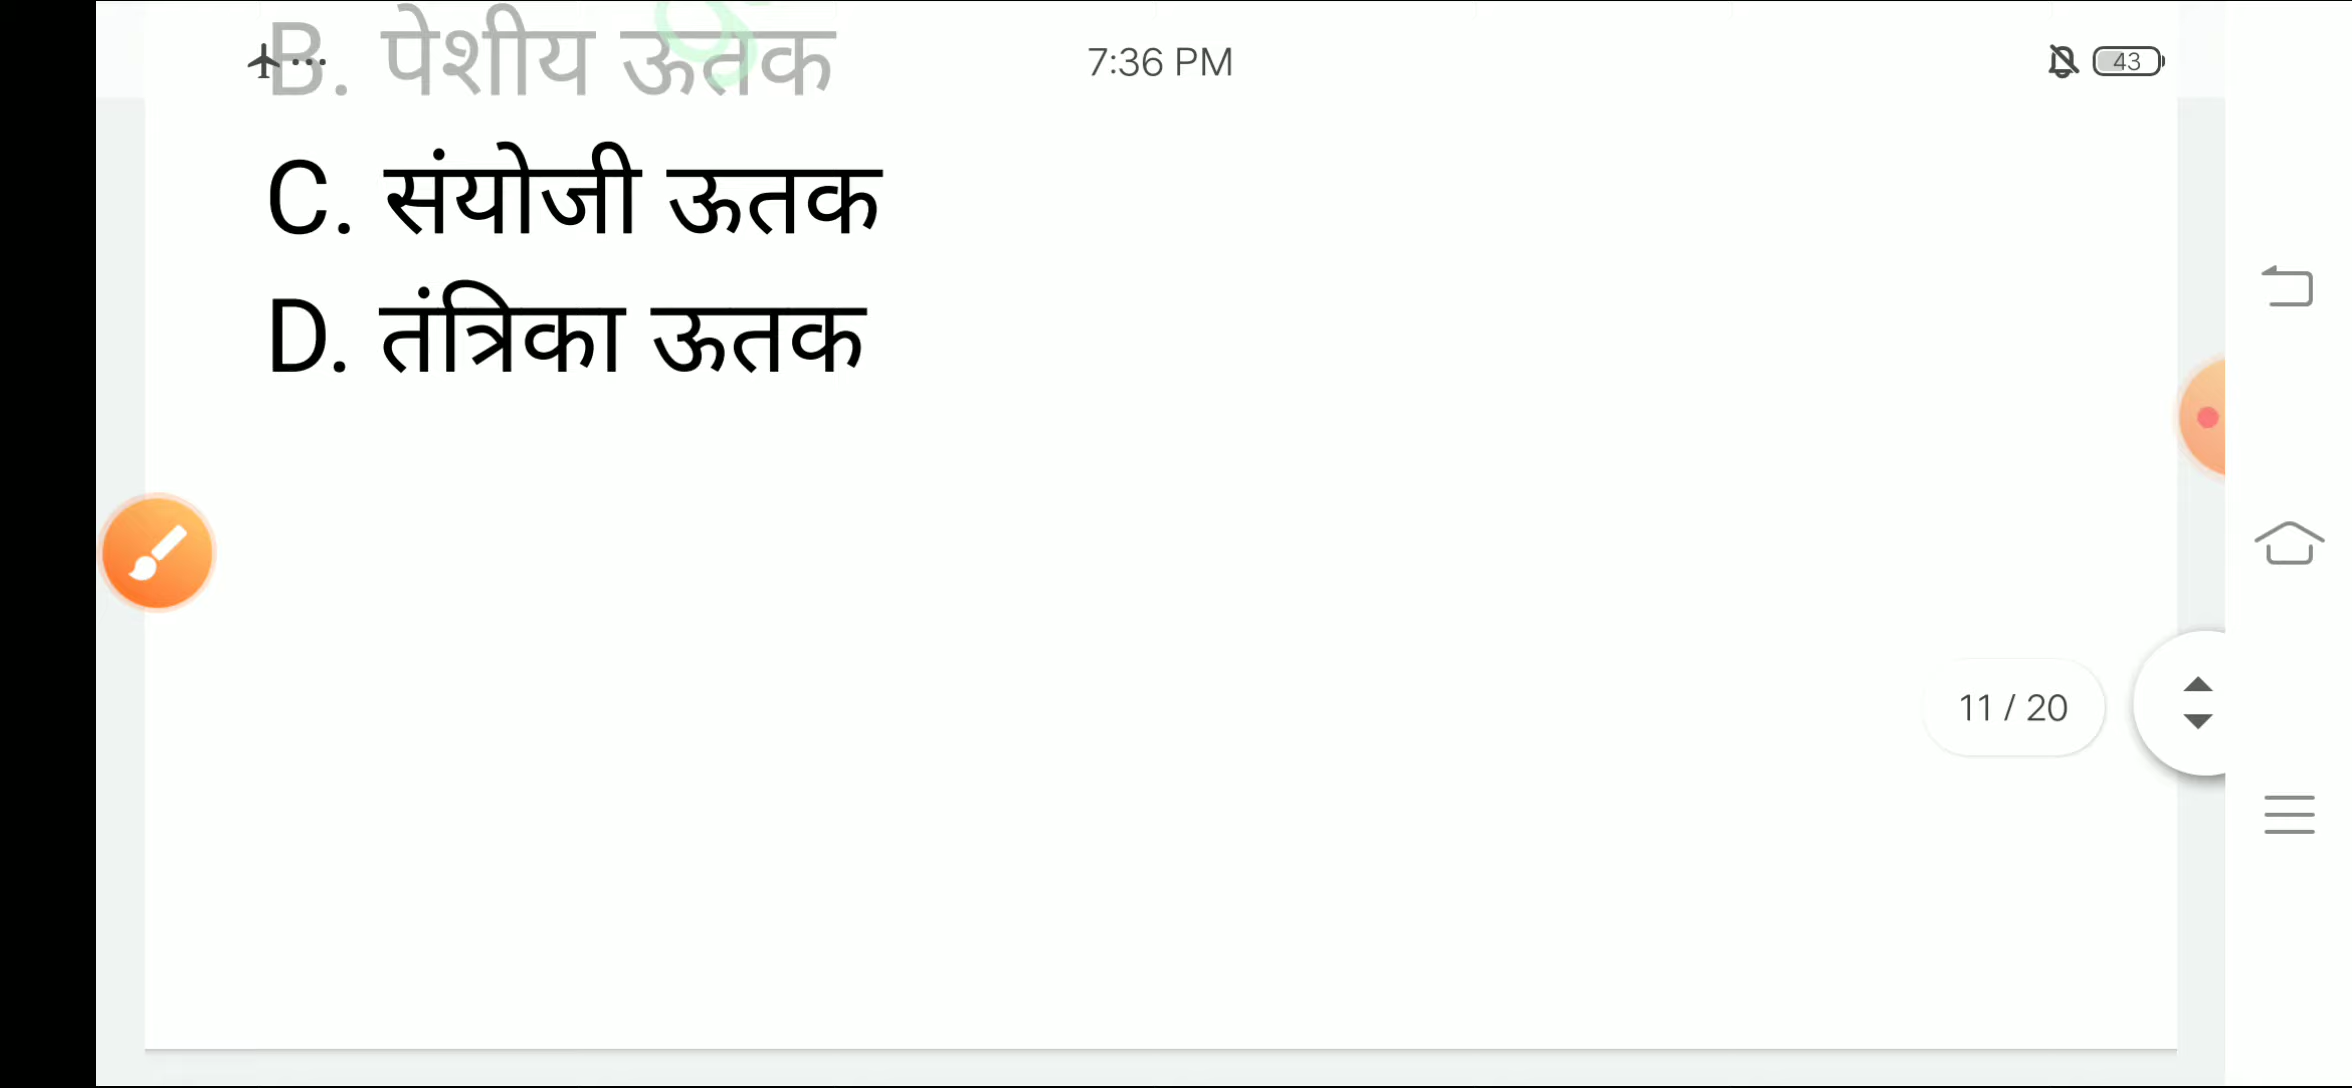 B. पेशीय ऊतक
7:36 PM
43
C. संयोजी ऊतक
D. तंत्रिका ऊतक
11 / 20